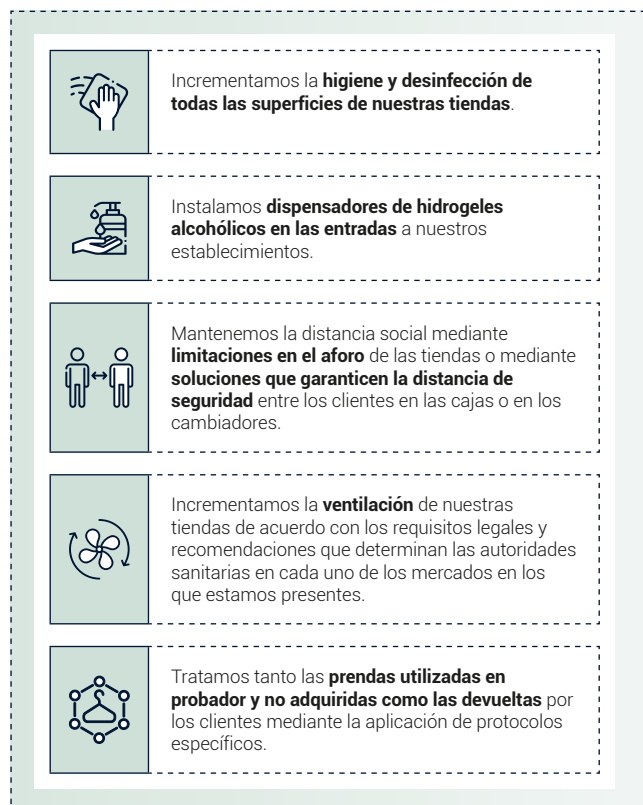 Incrementamos la higiene y desinfección de
todas las superficies de nuestras tiendas.
Instalamos dispensadores de hidrogeles
alcohólicos en las entradas a nuestros
establecimientos.
Mantenemos la distancia social mediante
limitaciones en el aforo de las tiendas o mediante
soluciones que garanticen la distancia de
seguridad entre los clientes en las cajas o en los
cambiadores.
Incrementamos la ventilación de nuestras
tiendas de acuerdo con los requisitos legales y
recomendaciones que determinan las autoridades
sanitarias en cada uno de los mercados en los
que estamos presentes.
Tratamos tanto las prendas utilizadas en
probador y no adquiridas como las devueltas por
los clientes mediante la aplicación de protocolos
específicos.